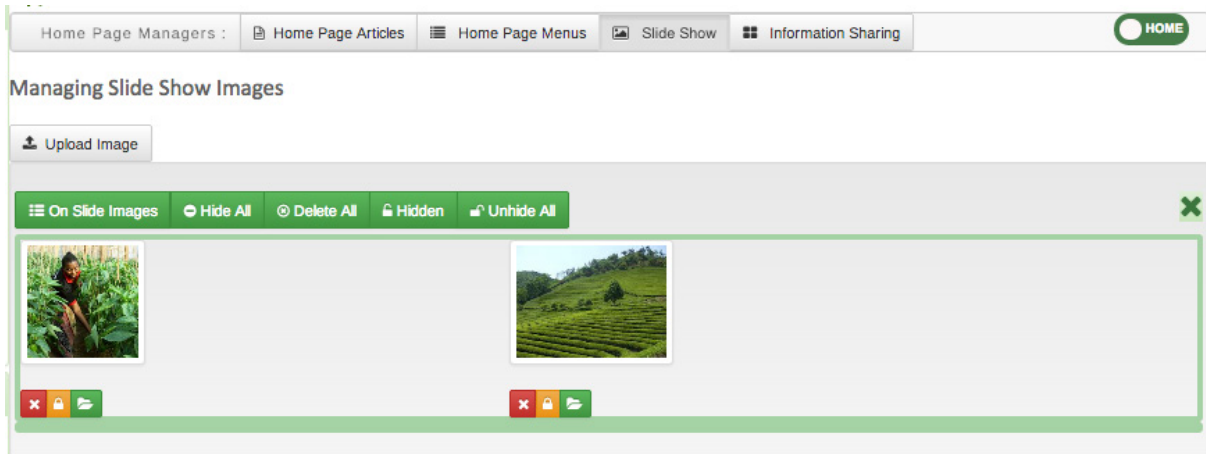 Home Page Managers : Home Page Articles Home Page Menus Slide Show Information Sharing HOME
Managing Slide Show Images
Upload Image
On Slide Images Hide All Delete All Hidden Unhide All